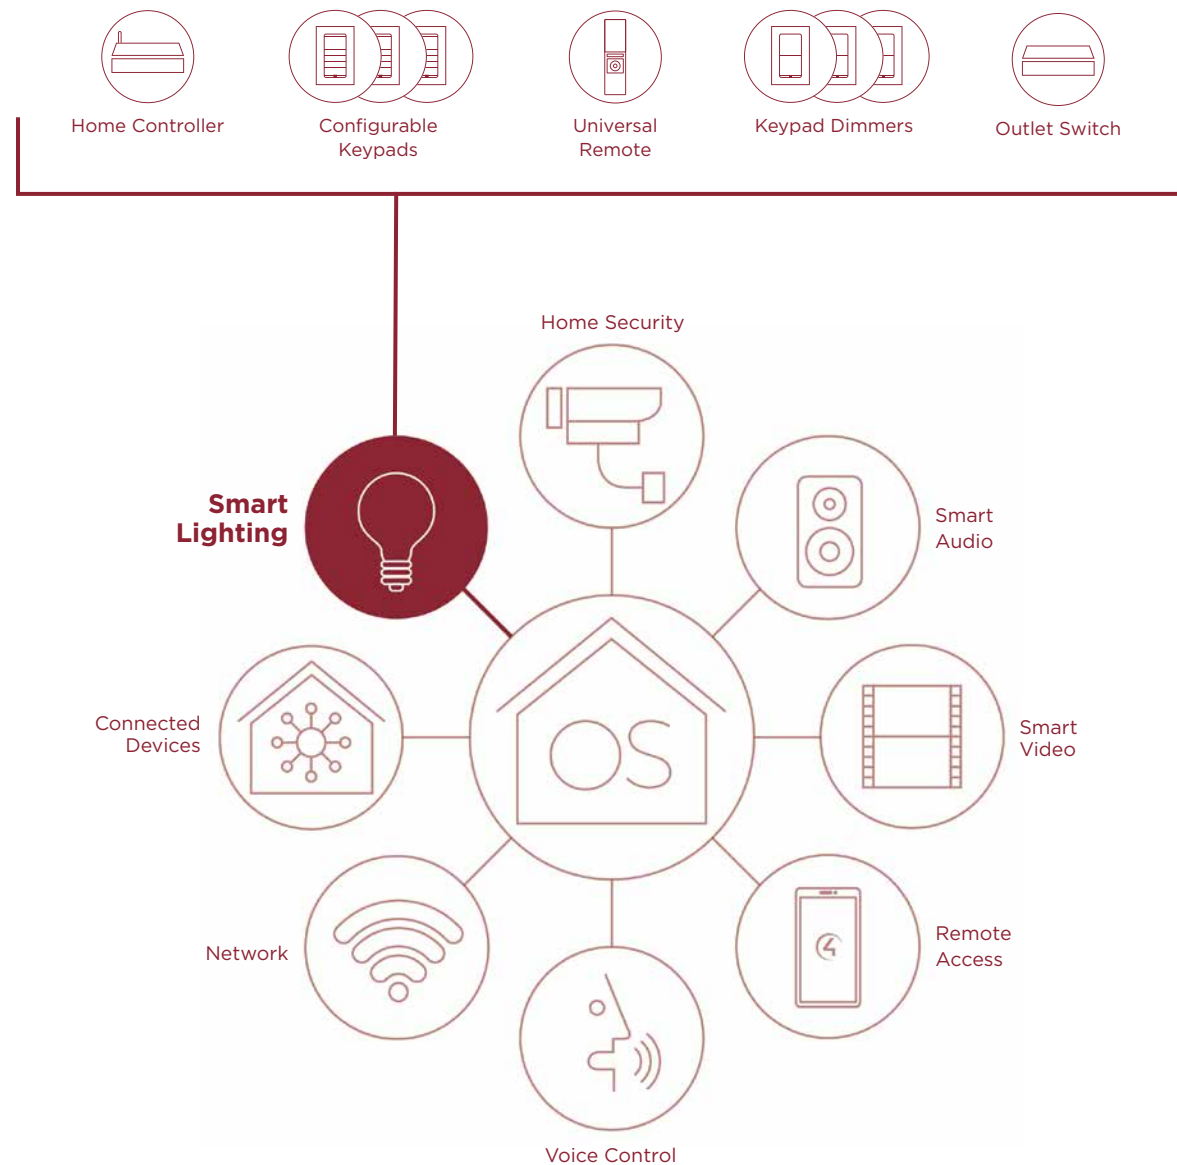 Home Controller
Configurable
Keypads
Universal
Remote
Keypad Dimmers
Outlet Switch
Home Security
Smart
Lighting
Smart
Audio
Connected
Devices
OS
Smart
Video
Network
4
Remote
Access
Voice Control